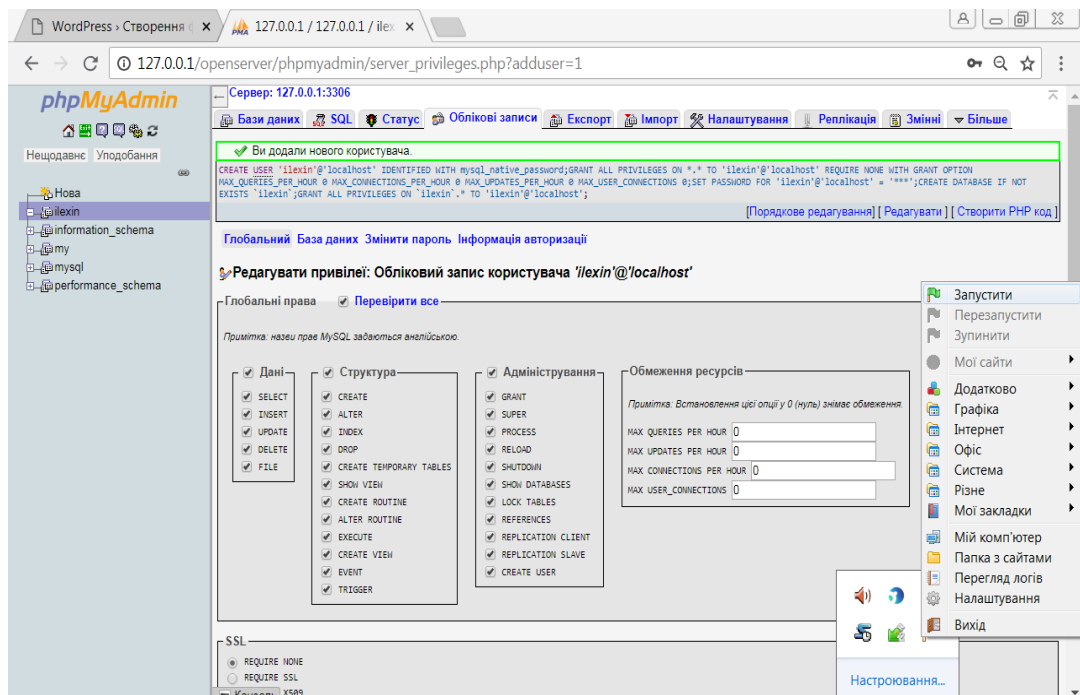 WordPress › Створення
127.0.0.1 / 127.0.0.1 / ilex
127.0.0.1/openserver/phpmyadmin/server_privileges.php?adduser=1
phpMyAdmin
Нещодавнє Уподобання
Нова
ilexin
information_schema
my
mysql
performance_schema
Сервер: 127.0.0.1:3306
Бази даних SQL Статус Облікові записи Експорт Імпорт Налаштування Реплікація Змінні Більше
Ви додали нового користувача.
CREATE USER 'ilexin'@'localhost' IDENTIFIED WITH mysql_native_password;GRANT ALL PRIVILEGES ON *.* TO 'ilexin'@'localhost' REQUIRE NONE WITH GRANT OPTION
MAX_QUERIES_PER_HOUR 0 MAX_CONNECTIONS_PER_HOUR 0 MAX_UPDATES_PER_HOUR 0 MAX_USER_CONNECTIONS 0;SET PASSWORD FOR 'ilexin'@'localhost' = '***';CREATE DATABASE IF NOT
EXISTS `ilexin`;GRANT ALL PRIVILEGES ON `ilexin`.* TO 'ilexin'@'localhost';
[Порядкове редагування] [ Редагувати ] [ Створити PHP код ]
Глобальний База даних Змінити пароль Інформація авторизації
Редагувати привілеї: Обліковий запис користувача 'ilexin'@'localhost'
Глобальні права Перевірити все
Примітка: назви прав MySQL задаються англійською.
Дані
SELECT
INSERT
UPDATE
DELETE
FILE
Структура
CREATE
ALTER
INDEX
DROP
CREATE TEMPORARY TABLES
SHOW VIEW
CREATE ROUTINE
ALTER ROUTINE
EXECUTE
CREATE VIEW
EVENT
TRIGGER
Адміністрування
GRANT
SUPER
PROCESS
RELOAD
SHUTDOWN
SHOW DATABASES
LOCK TABLES
REFERENCES
REPLICATION CLIENT
REPLICATION SLAVE
CREATE USER
Обмеження ресурсів
Примітка: Встановлення цієї опції у 0 (нуль) знімає обмеження.
MAX QUERIES PER HOUR 0
MAX UPDATES PER HOUR 0
MAX CONNECTIONS PER HOUR 0
MAX USER_CONNECTIONS 0
SSL
REQUIRE NONE
REQUIRE SSL
Консоль X509
Запустити
Перезапустити
Зупинити
Мої сайти
Додатково
Графіка
Інтернет
Офіс
Система
Різне
Мої закладки
Мій комп'ютер
Папка з сайтами
Перегляд логів
Налаштування
Вихід
Настроювання...